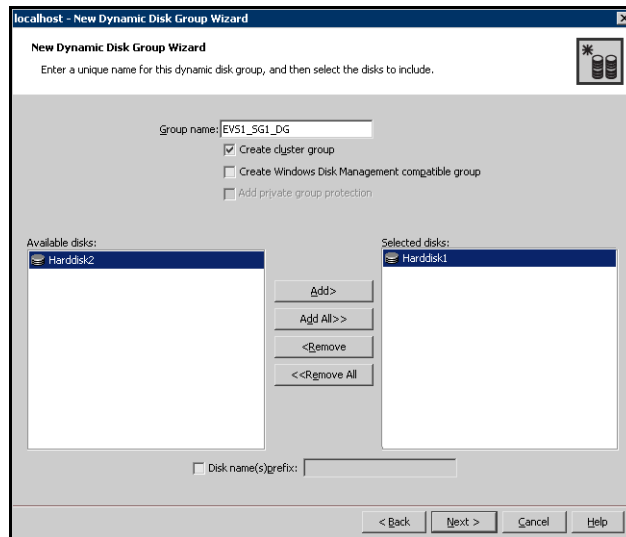 localhost - New Dynamic Disk Group Wizard
New Dynamic Disk Group Wizard
Enter a unique name for this dynamic disk group, and then select the disks to include.
Group name: EVS1_SG1_DG
Create cluster group
Create Windows Disk Management compatible group
Add private group protection
Available disks:
Harddisk2
Selected disks:
Harddisk1
Add>
Add All>>
<Remove
<<Remove All
Disk name(s)prefix:
< Back
Next >
Cancel
Help